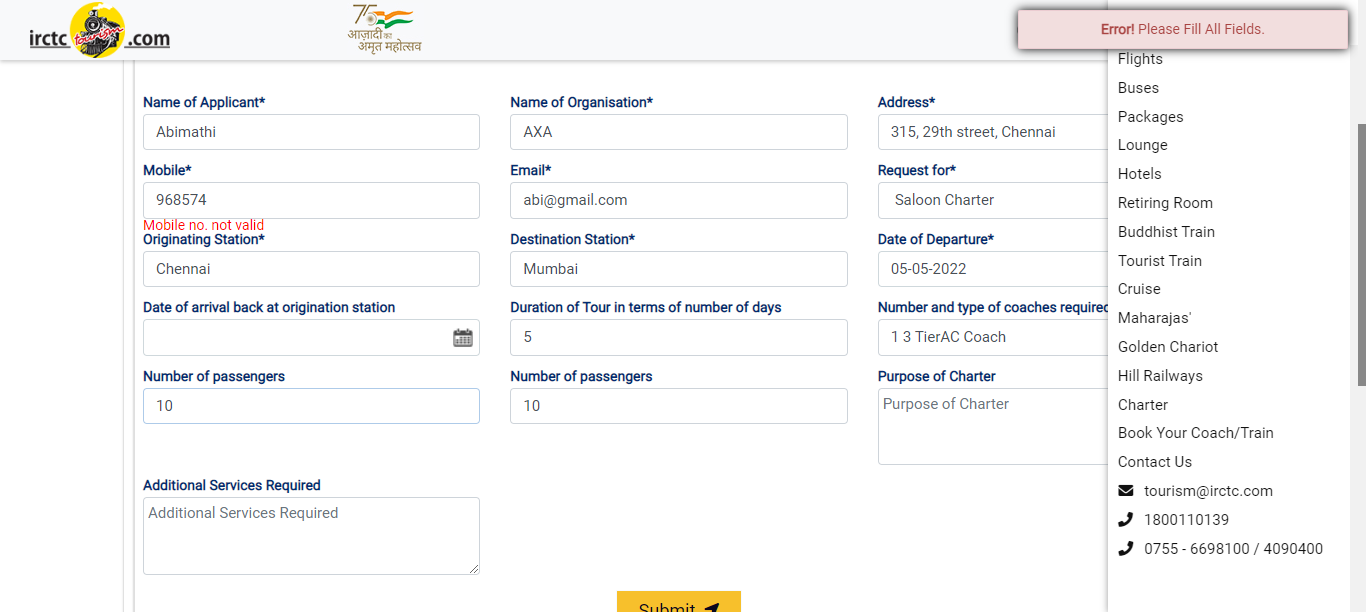 irctc tourism .com
75
आज़ादी का
अमृत महोत्सव
Error! Please Fill All Fields.
Name of Applicant*
Name of Organisation*
Address*
Abimathi
AXA
315, 29th street, Chennai
Mobile*
Email*
Request for*
968574
abi@gmail.com
Saloon Charter
Mobile no. not valid
Originating Station*
Destination Station*
Date of Departure*
Chennai
Mumbai
05-05-2022
Date of arrival back at origination station
Duration of Tour in terms of number of days
Number and type of coaches required
5
1 3 TierAC Coach
Number of passengers
Number of passengers
Purpose of Charter
10
10
Purpose of Charter
Additional Services Required
Additional Services Required
Submit
Flights
Buses
Packages
Lounge
Hotels
Retiring Room
Buddhist Train
Tourist Train
Cruise
Maharajas'
Golden Chariot
Hill Railways
Charter
Book Your Coach/Train
Contact Us
tourism@irctc.com
1800110139
0755 - 6698100 / 4090400